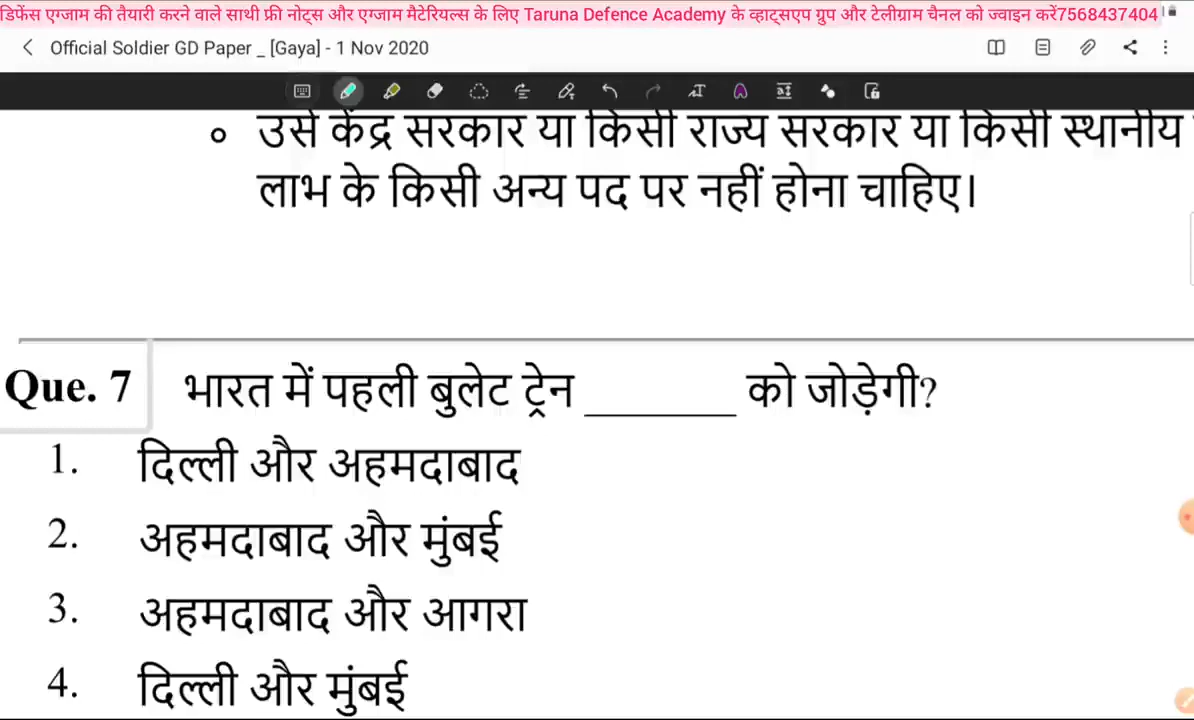 डिफेंस एग्जाम की तैयारी करने वाले साथी फ्री नोट्स और एग्जाम मैटेरियल्स के लिए Taruna Defence Academy के व्हाट्सएप ग्रुप और टेलीग्राम चैनल को ज्वाइन करें7568437404
Official Soldier GD Paper _ [Gaya] - 1 Nov 2020
उसे केंद्र सरकार या किसी राज्य सरकार या किसी स्थानीय
लाभ के किसी अन्य पद पर नहीं होना चाहिए।
Que. 7 भारत में पहली बुलेट ट्रेन ________ को जोड़ेगी?
1. दिल्ली और अहमदाबाद
2. अहमदाबाद और मुंबई
3. अहमदाबाद और आगरा
4. दिल्ली और मुंबई